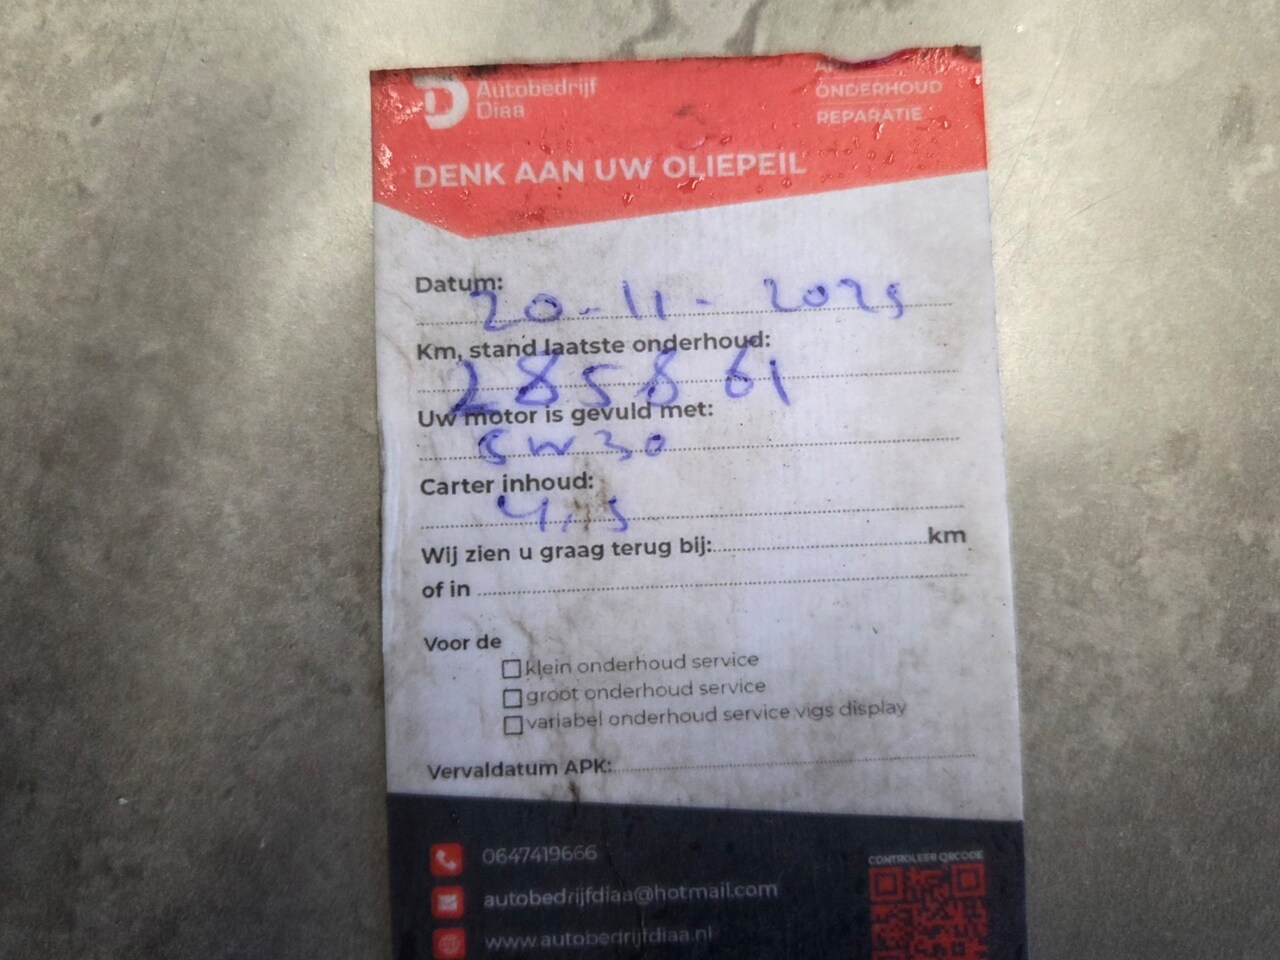 Autobedrijf
Diaa
ONDERHOUD
REPARATIE
DENK AAN UW OLIEPEIL
Datum:
20-11-2025
Km, stand laatste onderhoud:
285861
Uw motor is gevuld met:
5W30
Carter inhoud:
4,5
Wij zien u graag terug bij:..............................km
of in
Voor de
klein onderhoud service
groot onderhoud service
variabel onderhoud service vigs display
Vervaldatum APK:
0647419666
CONTROLEER QRCODE
autobedrijfdiaa@hotmail.com
www.autobedrijfdiaa.nl